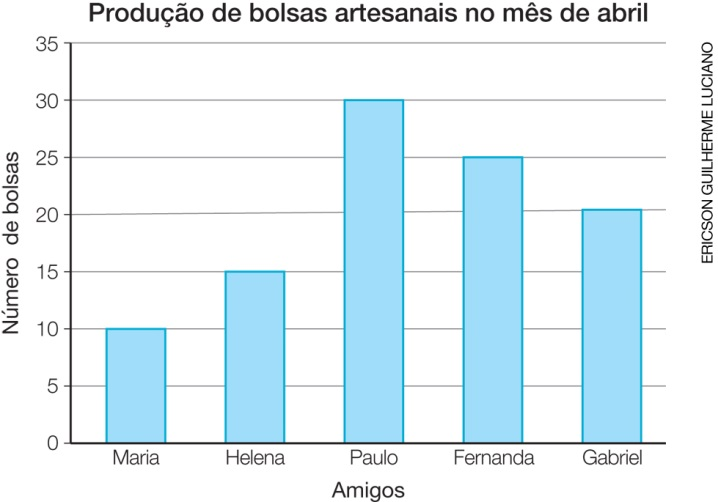 Produção de bolsas artesanais no mês de abril
Número de bolsas
35
30
25
20
15
10
5
0
Maria Helena Paulo Fernanda Gabriel
Amigos
ERICSON GUILHERME LUCIANO